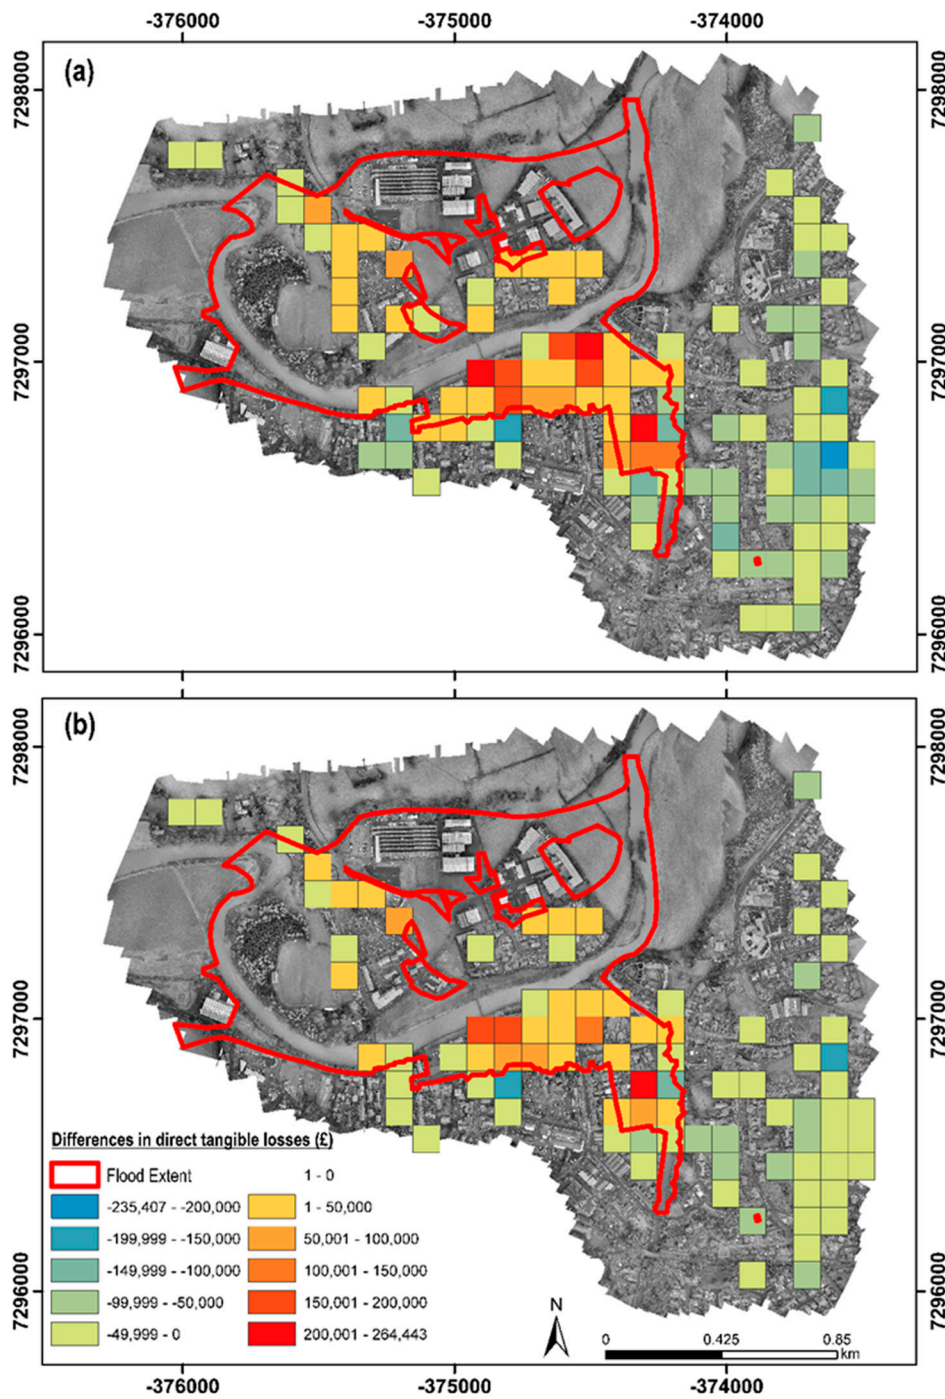 -376000 -375000 -374000
(a)
7298000 7298000
7297000 7297000
7296000 7296000
(b)
7298000 7298000
7297000 7297000
7296000 7296000
Differences in direct tangible losses (£)
Flood Extent 1 - 0
-235,407 - -200,000 1 - 50,000
-199,999 - -150,000 50,001 - 100,000
-149,999 - -100,000 100,001 - 150,000
-99,999 - -50,000 150,001 - 200,000
-49,999 - 0 200,001 - 264,443
N
0 0.425 0.85
km
-376000 -375000 -374000